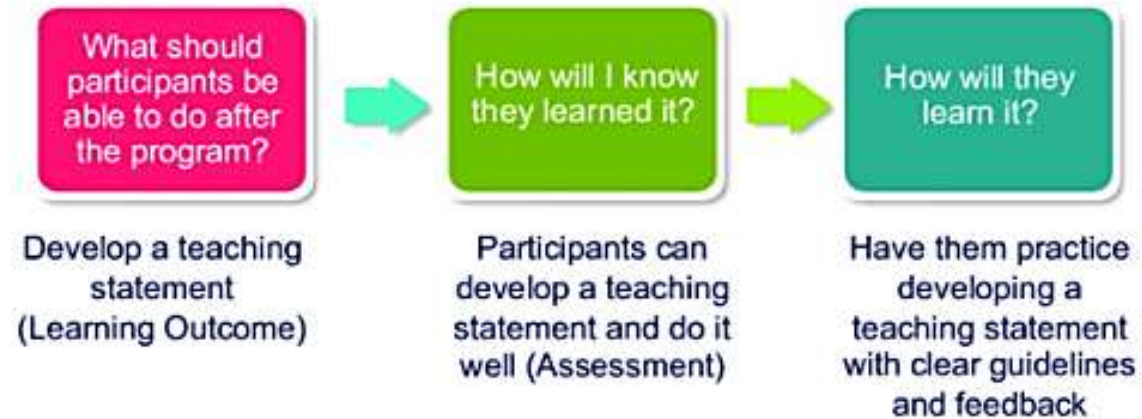 What should
participants be
able to do after
the program?
How will I know
they learned it?
How will they
learn it?
Develop a teaching
statement
(Learning Outcome)
Participants can
develop a teaching
statement and do it
well (Assessment)
Have them practice
developing a
teaching statement
with clear guidelines
and feedback